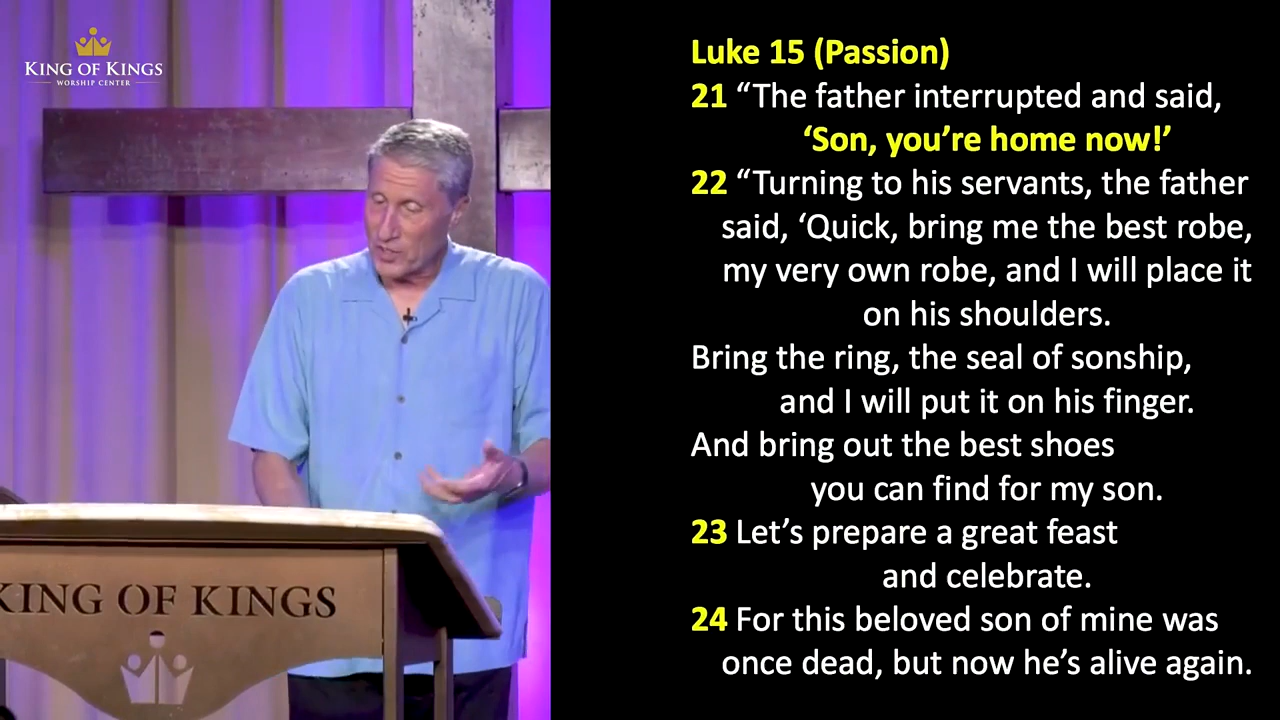 KING OF KINGS
WORSHIP CENTER
KING OF KINGS
Luke 15 (Passion)
21 “The father interrupted and said,
‘Son, you’re home now!’
22 “Turning to his servants, the father
said, ‘Quick, bring me the best robe,
my very own robe, and I will place it
on his shoulders.
Bring the ring, the seal of sonship,
and I will put it on his finger.
And bring out the best shoes
you can find for my son.
23 Let’s prepare a great feast
and celebrate.
24 For this beloved son of mine was
once dead, but now he’s alive again.